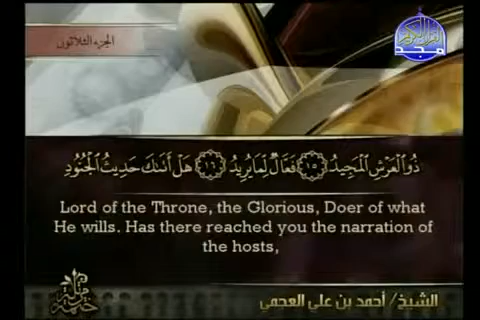 الجزء الثلاثون
ذُو الْعَرْشِ الْمَجِيدُ ﴿١٥﴾ فَعَّالٌ لِّمَا يُرِيدُ ﴿١٦﴾ هَلْ أَتَىٰكَ حَدِيثُ الْجُنُودِ
Lord of the Throne, the Glorious, Doer of what
He wills. Has there reached you the narration of
the hosts,
الشيخ/ أحمد بن علي العجمي